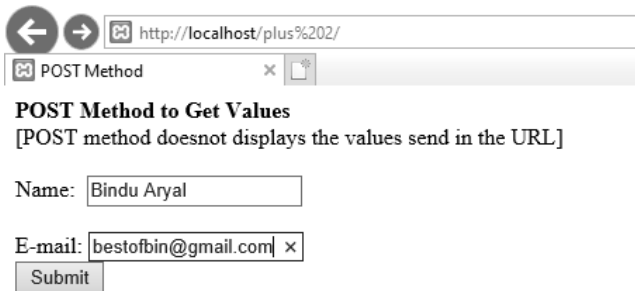 http://localhost/plus%202/
POST Method
POST Method to Get Values
[POST method doesnot displays the values send in the URL]
Name: Bindu Aryal
E-mail: bestofbin@gmail.com
Submit